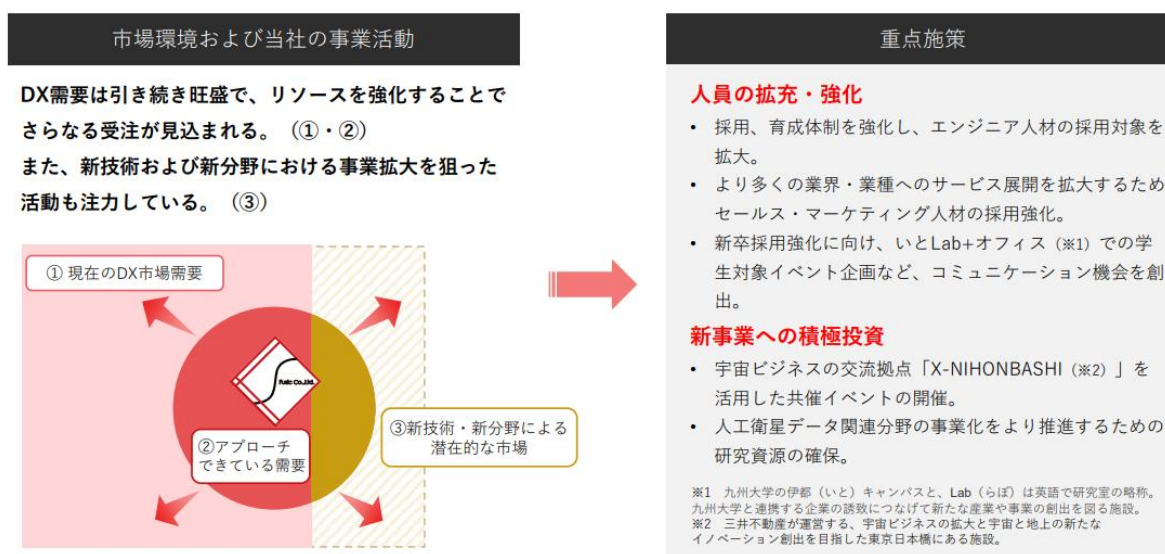 市場環境および当社の事業活動
DX需要は引き続き旺盛で、リソースを強化することで
さらなる受注が見込まれる。（①・②）
また、新技術および新分野における事業拡大を狙った
活動も注力している。（③）
① 現在のDX市場需要
Fusic Co.,Ltd.
②アプローチ
できている需要
③新技術・新分野による
潜在的な市場
重点施策
人員の拡充・強化
• 採用、育成体制を強化し、エンジニア人材の採用対象を
拡大。
• より多くの業界・業種へのサービス展開を拡大するため
セールス・マーケティング人材の採用強化。
• 新卒採用強化に向け、いとLab+オフィス（※1）での学
生対象イベント企画など、コミュニケーション機会を創
出。
新事業への積極投資
• 宇宙ビジネスの交流拠点「X-NIHONBASHI（※2）」を
活用した共催イベントの開催。
• 人工衛星データ関連分野の事業化をより推進するための
研究資源の確保。
※1 九州大学の伊都（いと）キャンパスと、Lab（らぼ）は英語で研究室の略称。
九州大学と連携する企業の誘致につなげて新たな産業や事業の創出を図る施設。
※2 三井不動産が運営する、宇宙ビジネスの拡大と宇宙と地上の新たな
イノベーション創出を目指した東京日本橋にある施設。